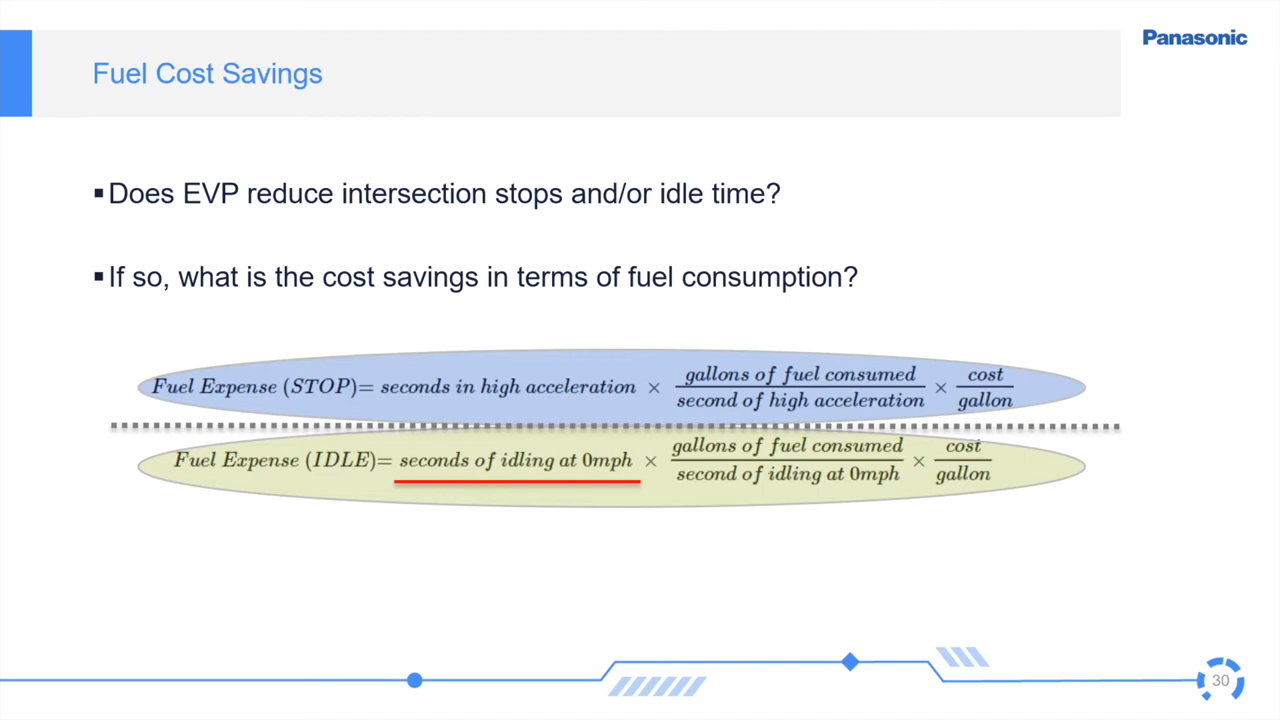 Panasonic
Fuel Cost Savings
▪Does EVP reduce intersection stops and/or idle time?
▪If so, what is the cost savings in terms of fuel consumption?
Fuel Expense (STOP)= seconds in high acceleration × gallons of fuel consumed / second of high acceleration × cost / gallon
Fuel Expense (IDLE)= seconds of idling at 0mph × gallons of fuel consumed / second of idling at 0mph × cost / gallon
30